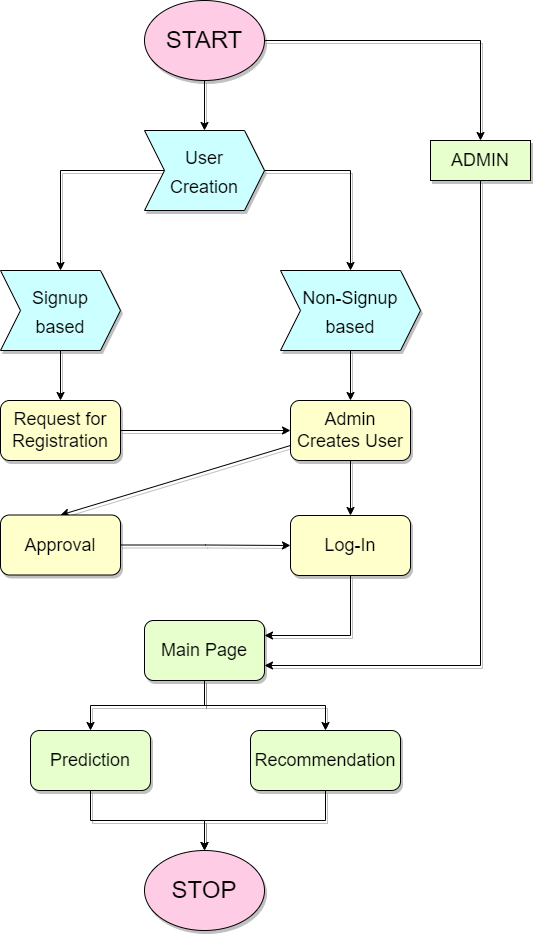 START
User
Creation
ADMIN
Signup
based
Non-Signup
based
Request for
Registration
Admin
Creates User
Approval
Log-In
Main Page
Prediction
Recommendation
STOP